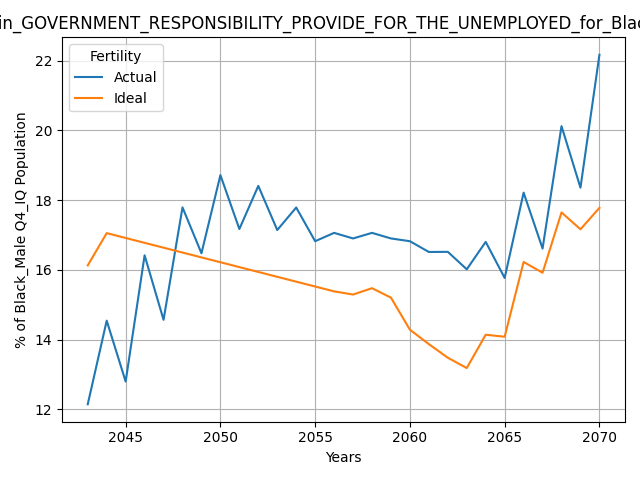 in_GOVERNMENT_RESPONSIBILITY_PROVIDE_FOR_THE_UNEMPLOYED_for_Blac
Fertility
Actual
Ideal
% of Black_Male Q4_IQ Population
22
20
18
16
14
12
2045
2050
2055
2060
2065
2070
Years